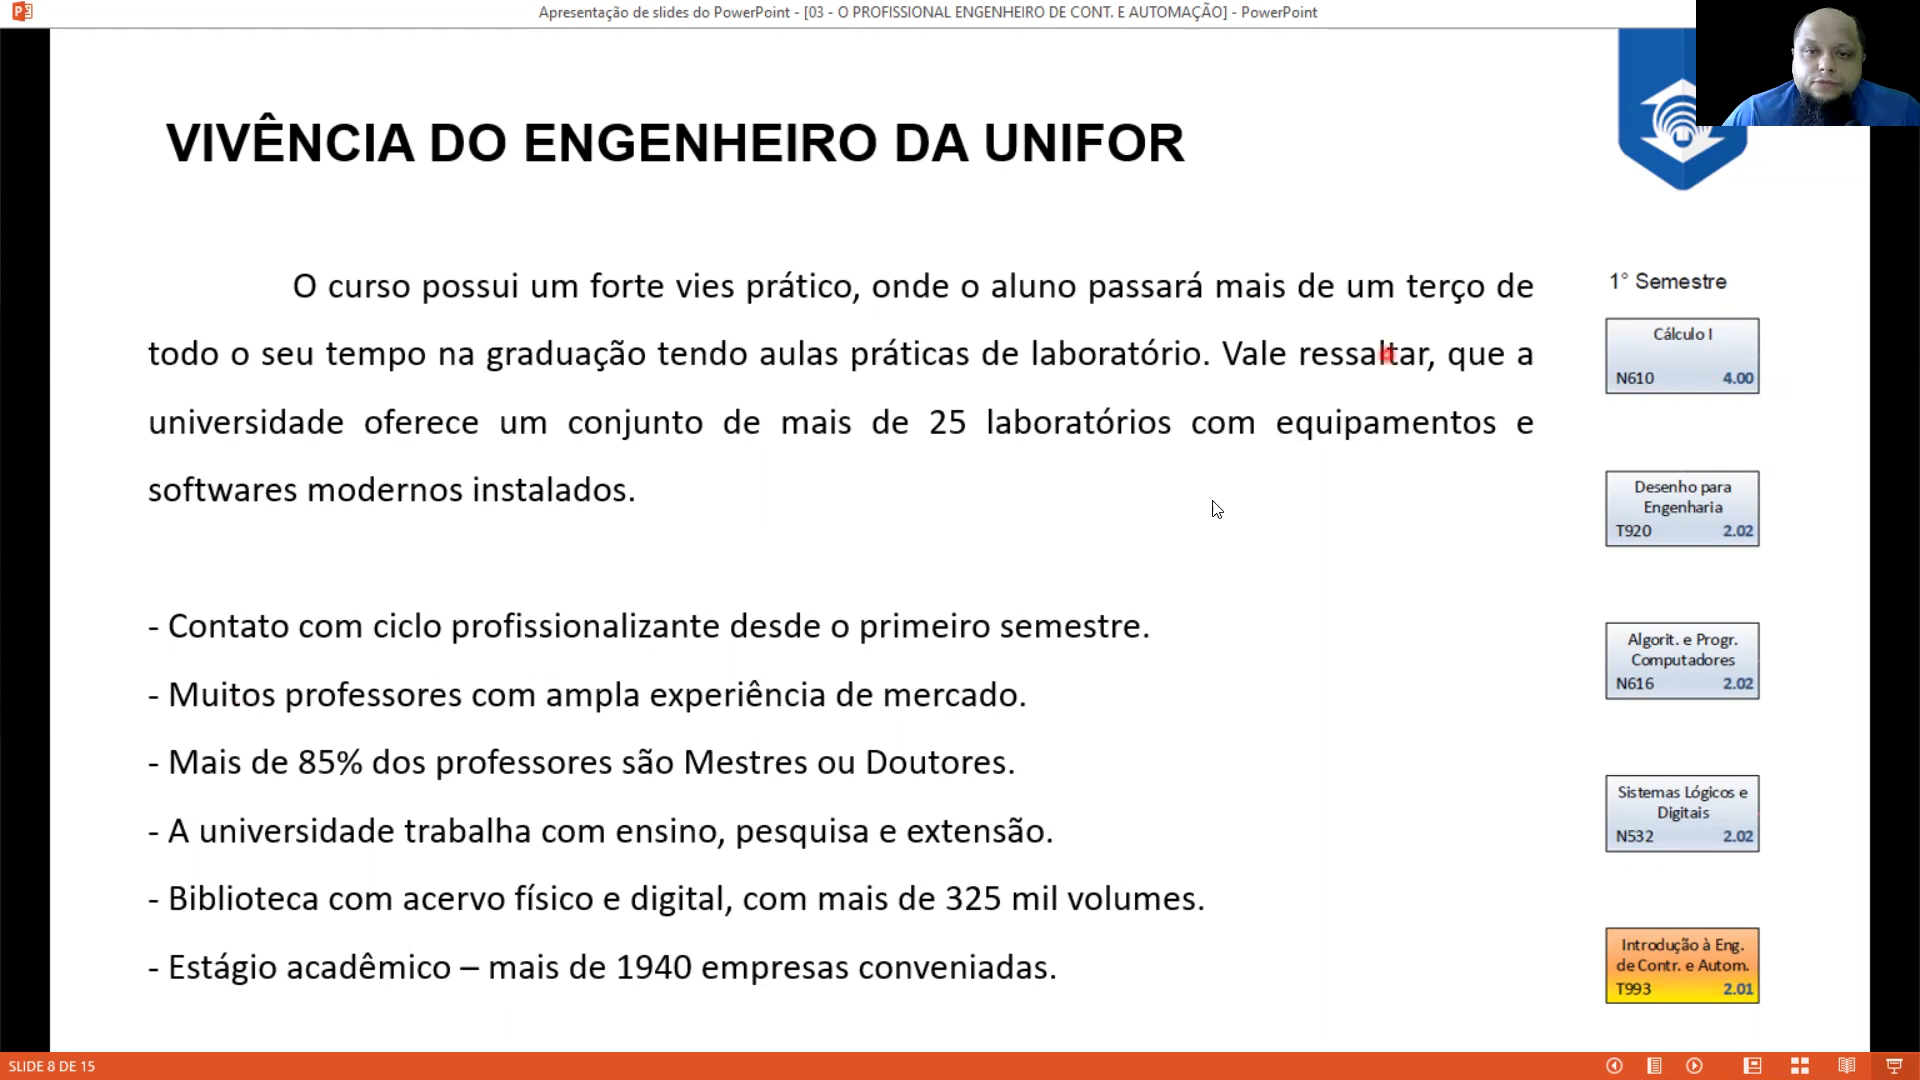 Apresentação de slides do PowerPoint - [03 - O PROFISSIONAL ENGENHEIRO DE CONT. E AUTOMAÇÃO] - PowerPoint
VIVÊNCIA DO ENGENHEIRO DA UNIFOR
O curso possui um forte vies prático, onde o aluno passará mais de um terço de
todo o seu tempo na graduação tendo aulas práticas de laboratório. Vale ressaltar, que a
universidade oferece um conjunto de mais de 25 laboratórios com equipamentos e
softwares modernos instalados.
- Contato com ciclo profissionalizante desde o primeiro semestre.
- Muitos professores com ampla experiência de mercado.
- Mais de 85% dos professores são Mestres ou Doutores.
- A universidade trabalha com ensino, pesquisa e extensão.
- Biblioteca com acervo físico e digital, com mais de 325 mil volumes.
- Estágio acadêmico – mais de 1940 empresas conveniadas.
1° Semestre
Cálculo I
N610 4.00
Desenho para
Engenharia
T920 2.02
Algorit. e Progr.
Computadores
N616 2.02
Sistemas Lógicos e
Digitais
N532 2.02
Introdução à Eng.
de Contr. e Autom.
T993 2.01
SLIDE 8 DE 15